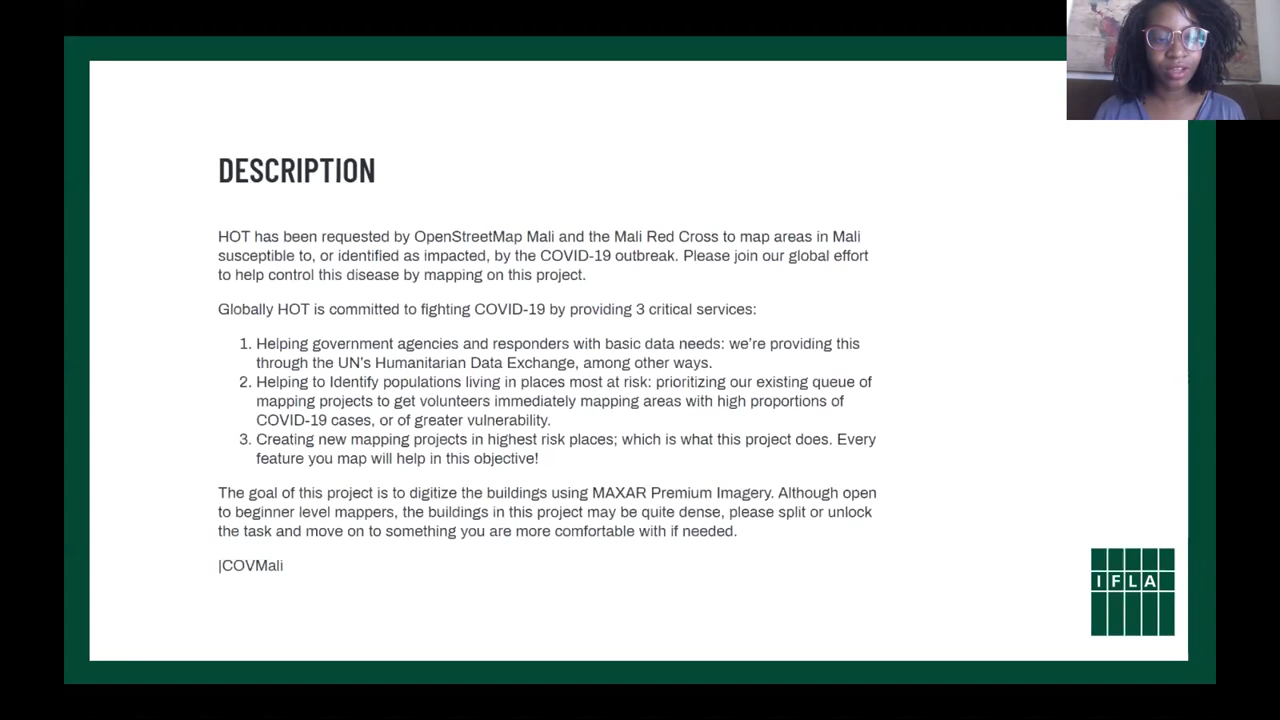 DESCRIPTION
HOT has been requested by OpenStreetMap Mali and the Mali Red Cross to map areas in Mali
susceptible to, or identified as impacted, by the COVID-19 outbreak. Please join our global effort
to help control this disease by mapping on this project.
Globally HOT is committed to fighting COVID-19 by providing 3 critical services:
1. Helping government agencies and responders with basic data needs: we're providing this
through the UN's Humanitarian Data Exchange, among other ways.
2. Helping to Identify populations living in places most at risk: prioritizing our existing queue of
mapping projects to get volunteers immediately mapping areas with high proportions of
COVID-19 cases, or of greater vulnerability.
3. Creating new mapping projects in highest risk places; which is what this project does. Every
feature you map will help in this objective!
The goal of this project is to digitize the buildings using MAXAR Premium Imagery. Although open
to beginner level mappers, the buildings in this project may be quite dense, please split or unlock
the task and move on to something you are more comfortable with if needed.
|COVMali
IFLA